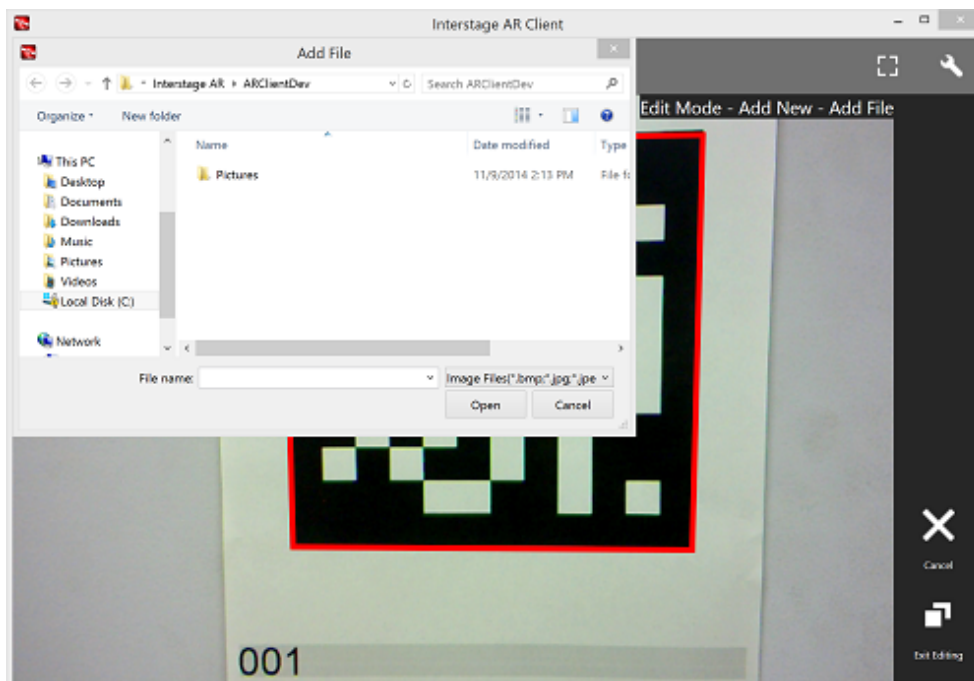 Interstage AR Client
Add File
Interstage AR ARClientDev
Search ARClientDev
Organize New folder
Edit Mode - Add New - Add File
Name Date modified Type
This PC
Desktop
Documents
Downloads
Music
Pictures
Videos
Local Disk (C:)
Network
Pictures 11/9/2014 2:13 PM File fo
File name: Image Files(*.bmp;*.jpg;*.jpe
Open Cancel
Cancel
Exit Editing
001